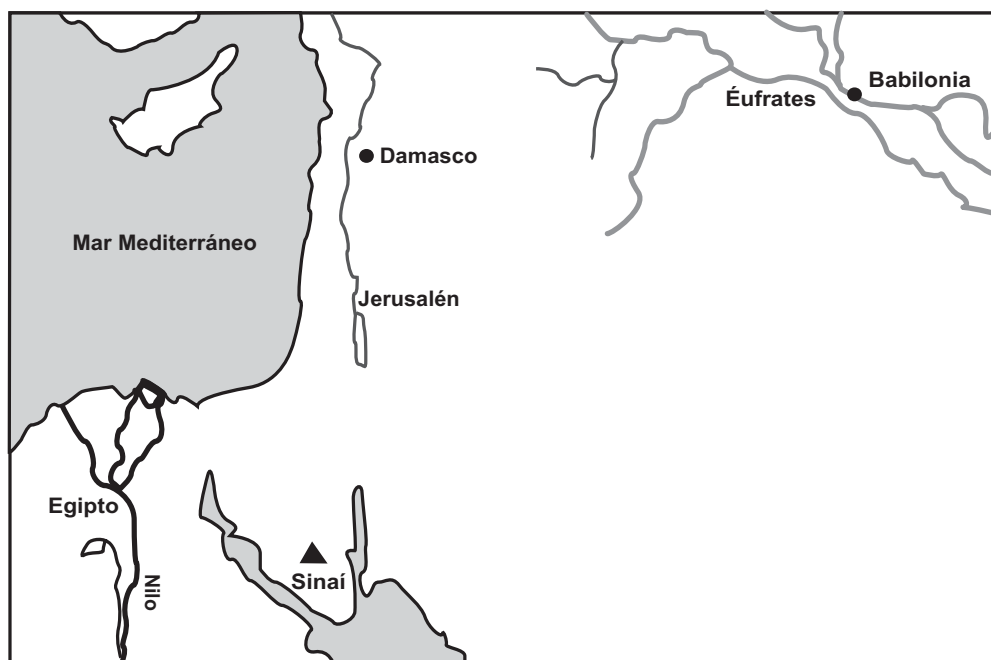 Babilonia
Éufrates
Damasco
Mar Mediterráneo
Jerusalén
Egipto
Sinaí
Nilo